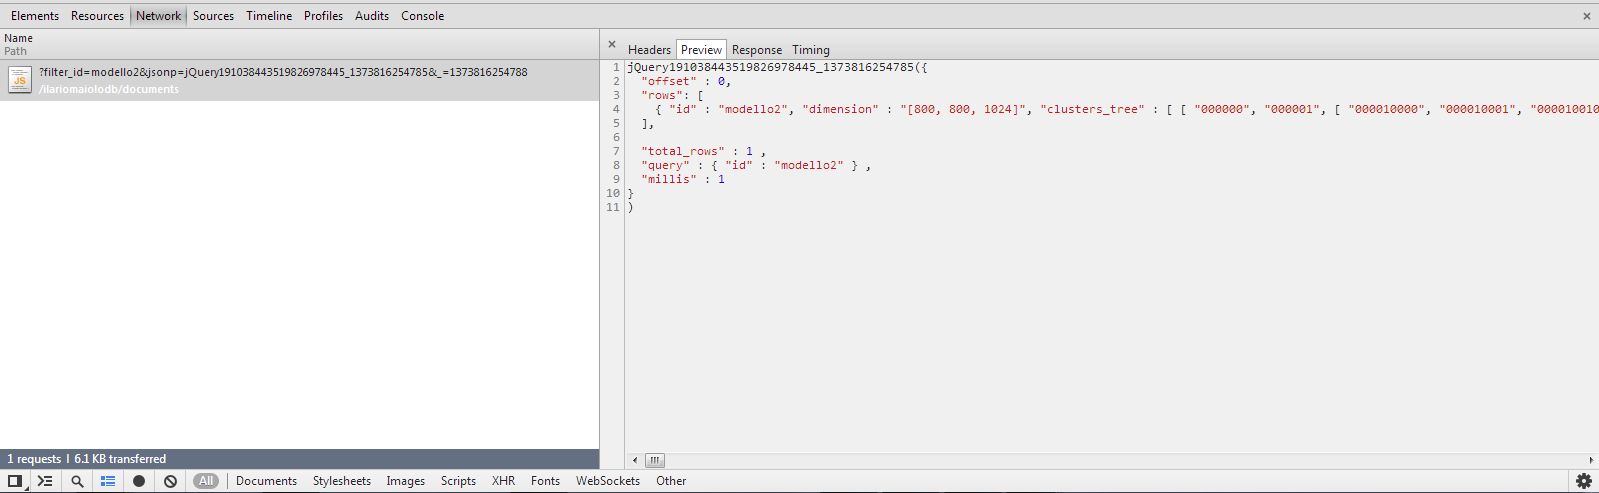 Elements Resources Network Sources Timeline Profiles Audits Console ×
Name
Path
JS
?filter_id=modello2&jsonp=jQuery191038443519826978445_1373816254785&_=1373816254788
/ilariomaiolodb/documents
× Headers Preview Response Timing
1 jQuery191038443519826978445_1373816254785({
2 "offset" : 0,
3 "rows": [
4 { "id" : "modello2", "dimension" : "[800, 800, 1024]", "clusters_tree" : [ [ "000000", "000001", [ "000010000", "000010001", "000010010
5 ],
6
7 "total_rows" : 1 ,
8 "query" : { "id" : "modello2" } ,
9 "millis" : 1
10 }
11 )
1 requests | 6.1 KB transferred
All Documents Stylesheets Images Scripts XHR Fonts WebSockets Other